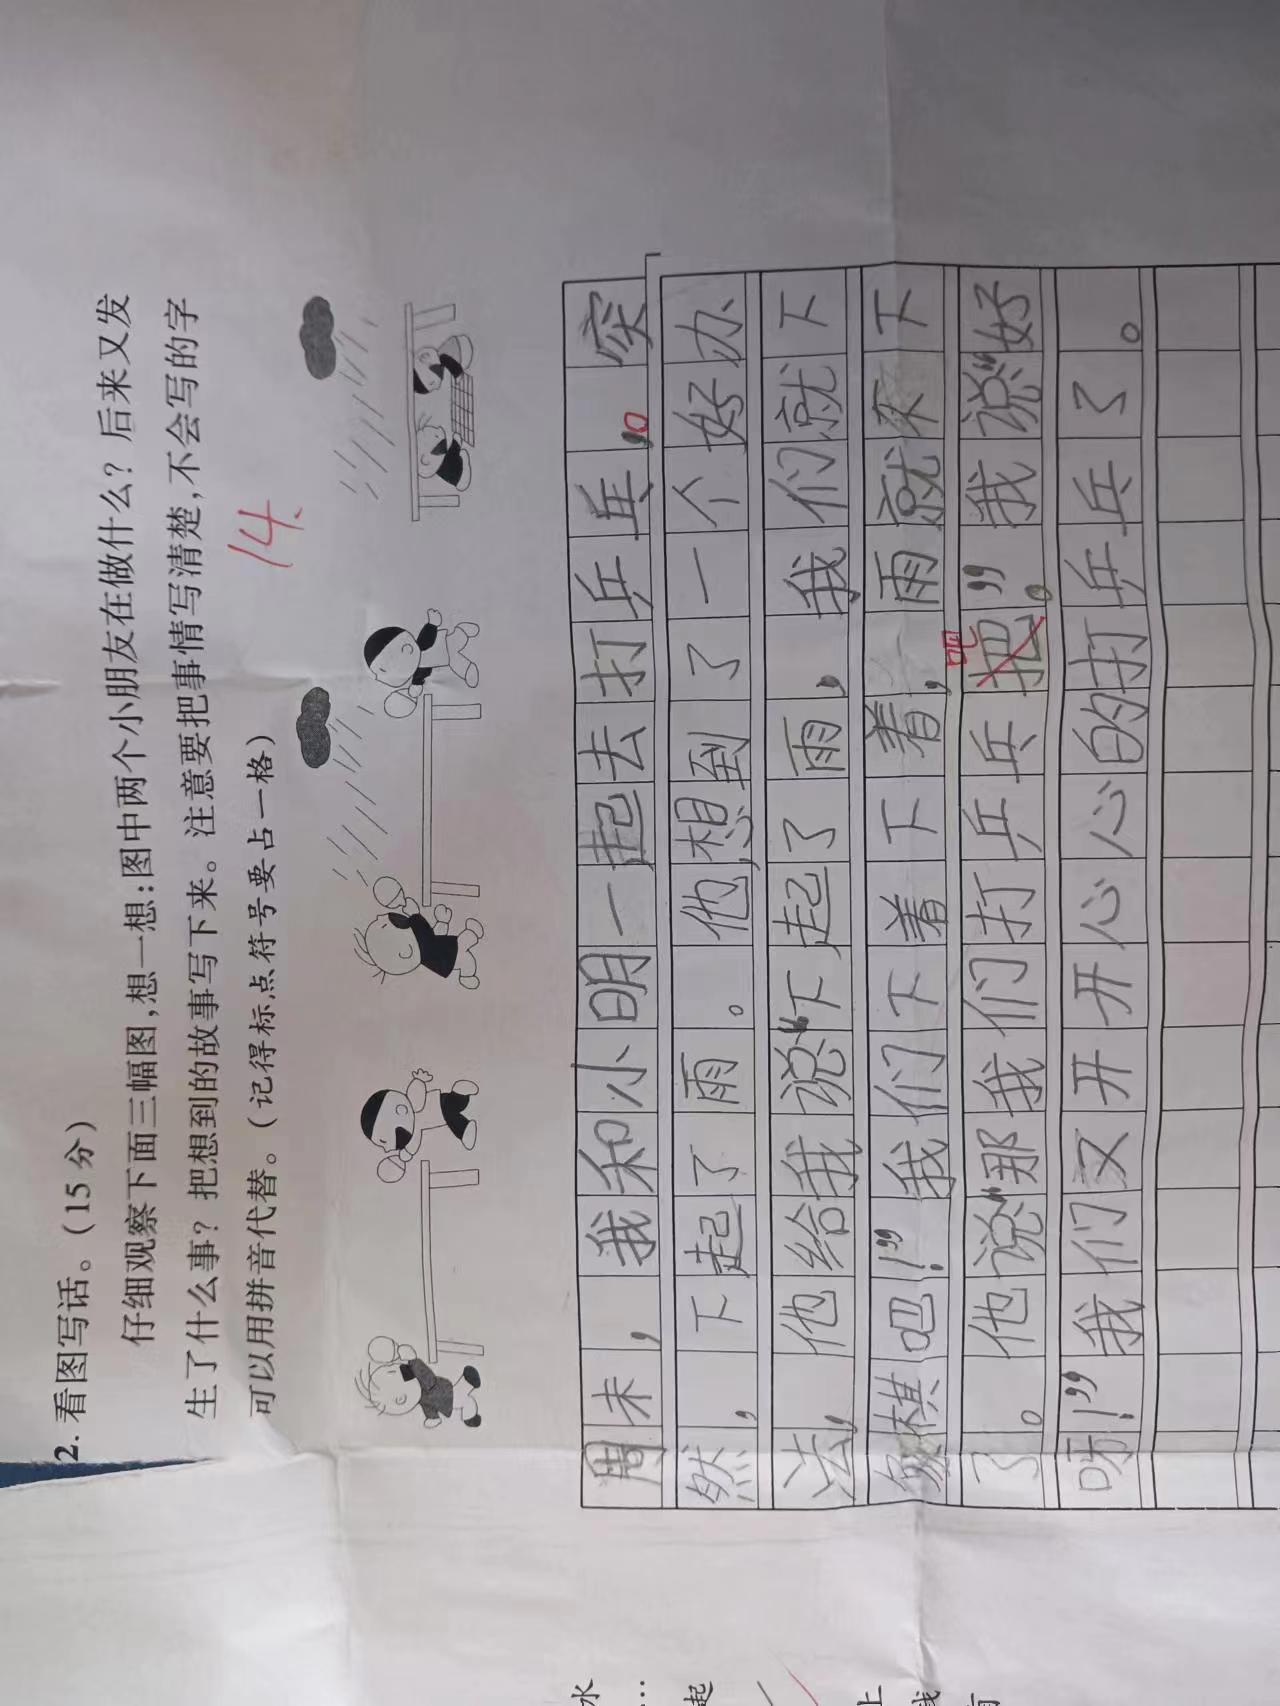 2. 看图写话。(15分)
仔细观察下面三幅图,想一想:图中两个小朋友在做什么？后来又发
生了什么事？把想到的故事写下来。注意要把事情写清楚,不会写的字
可以用拼音代替。(记得标点符号要占一格)
14.
周末，我和小明一起去打乒乓，。突
然，下起了雨。他想到了一个好办
法，他给我说“下起了雨，我们就下
象棋吧！”我们下着下着，雨就不下
吧
了。他说“那我们打乒乓把”。我说“好
呀！”我们又开开心心的打乒乓了。
水
…
起
上